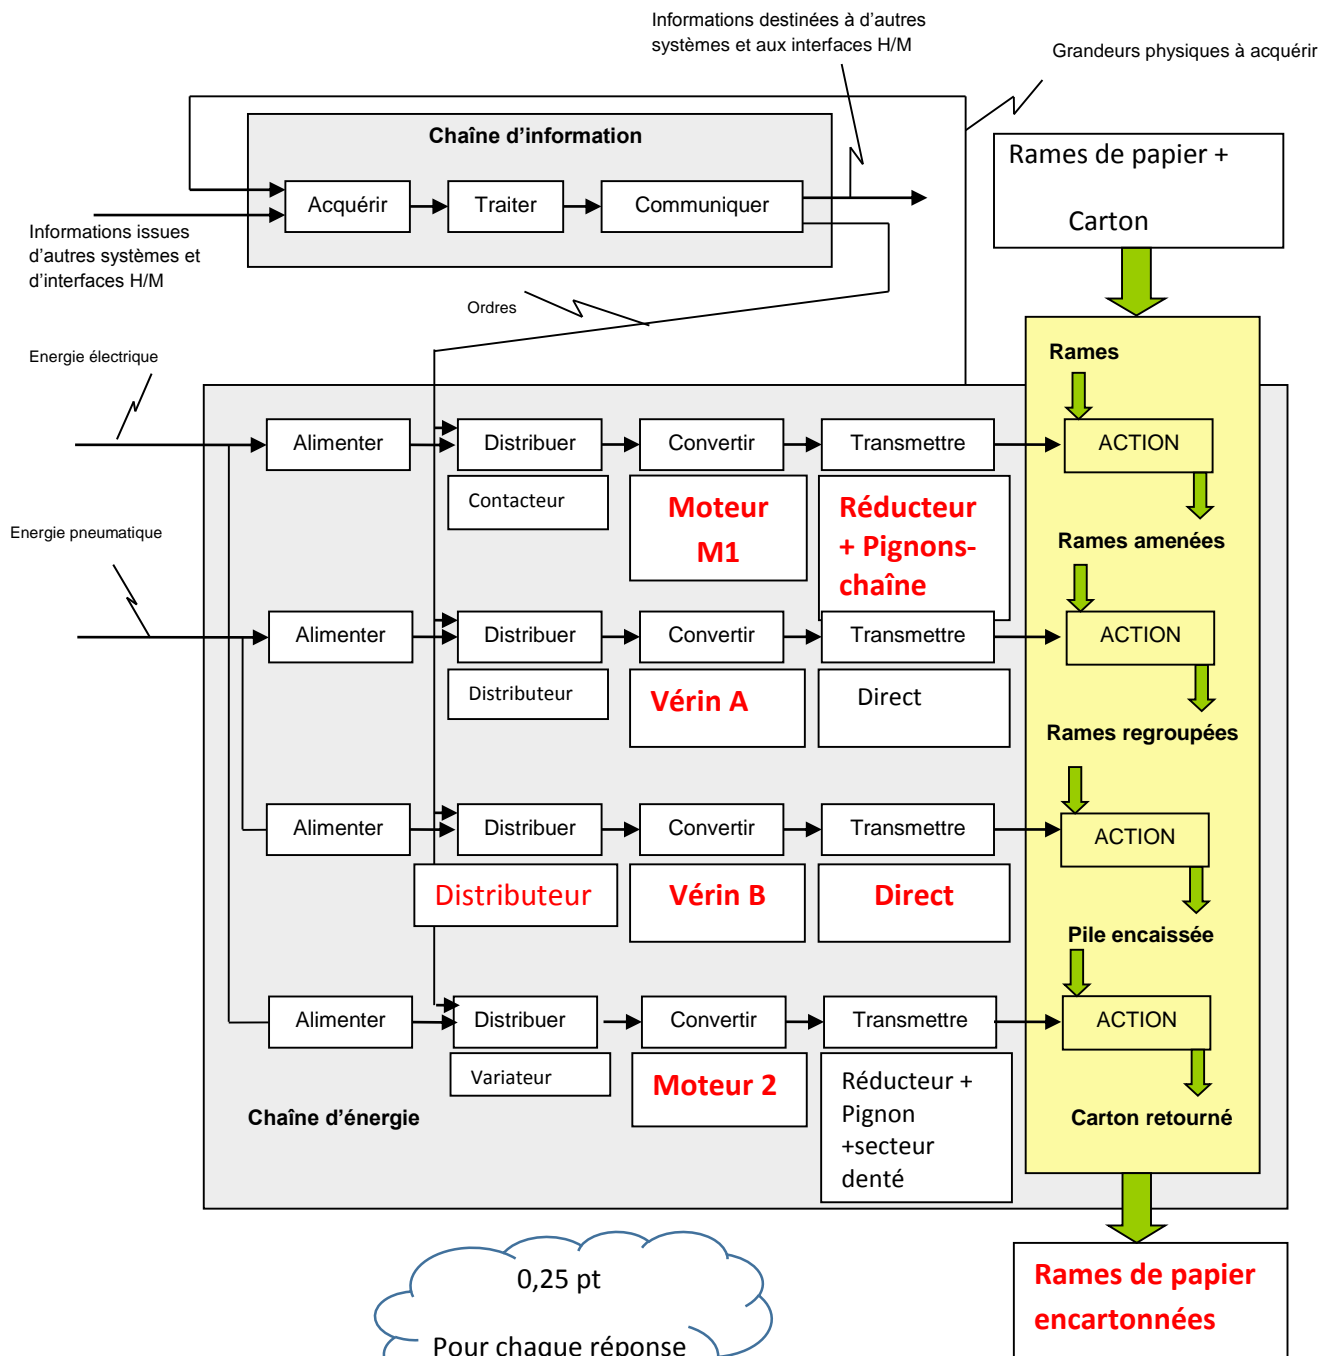 Informations destinées à d'autres
systèmes et aux interfaces H/M
Grandeurs physiques à acquérir
Chaîne d'information
Rames de papier +
Carton
Acquérir
Traiter
Communiquer
Informations issues
d'autres systèmes et
d'interfaces H/M
Ordres
Energie électrique
Rames
Alimenter
Distribuer
Convertir
Transmettre
ACTION
Contacteur
Moteur
M1
Réducteur
+ Pignons-
chaîne
Energie pneumatique
Rames amenées
Alimenter
Distribuer
Convertir
Transmettre
ACTION
Distributeur
Vérin A
Direct
Rames regroupées
Alimenter
Distribuer
Convertir
Transmettre
ACTION
Distributeur
Vérin B
Direct
Pile encaissée
Alimenter
Distribuer
Convertir
Transmettre
ACTION
Variateur
Moteur 2
Réducteur +
Pignon
+secteur
denté
Chaîne d'énergie
Carton retourné
0,25 pt
Pour chaque réponse
Rames de papier
encartonnées